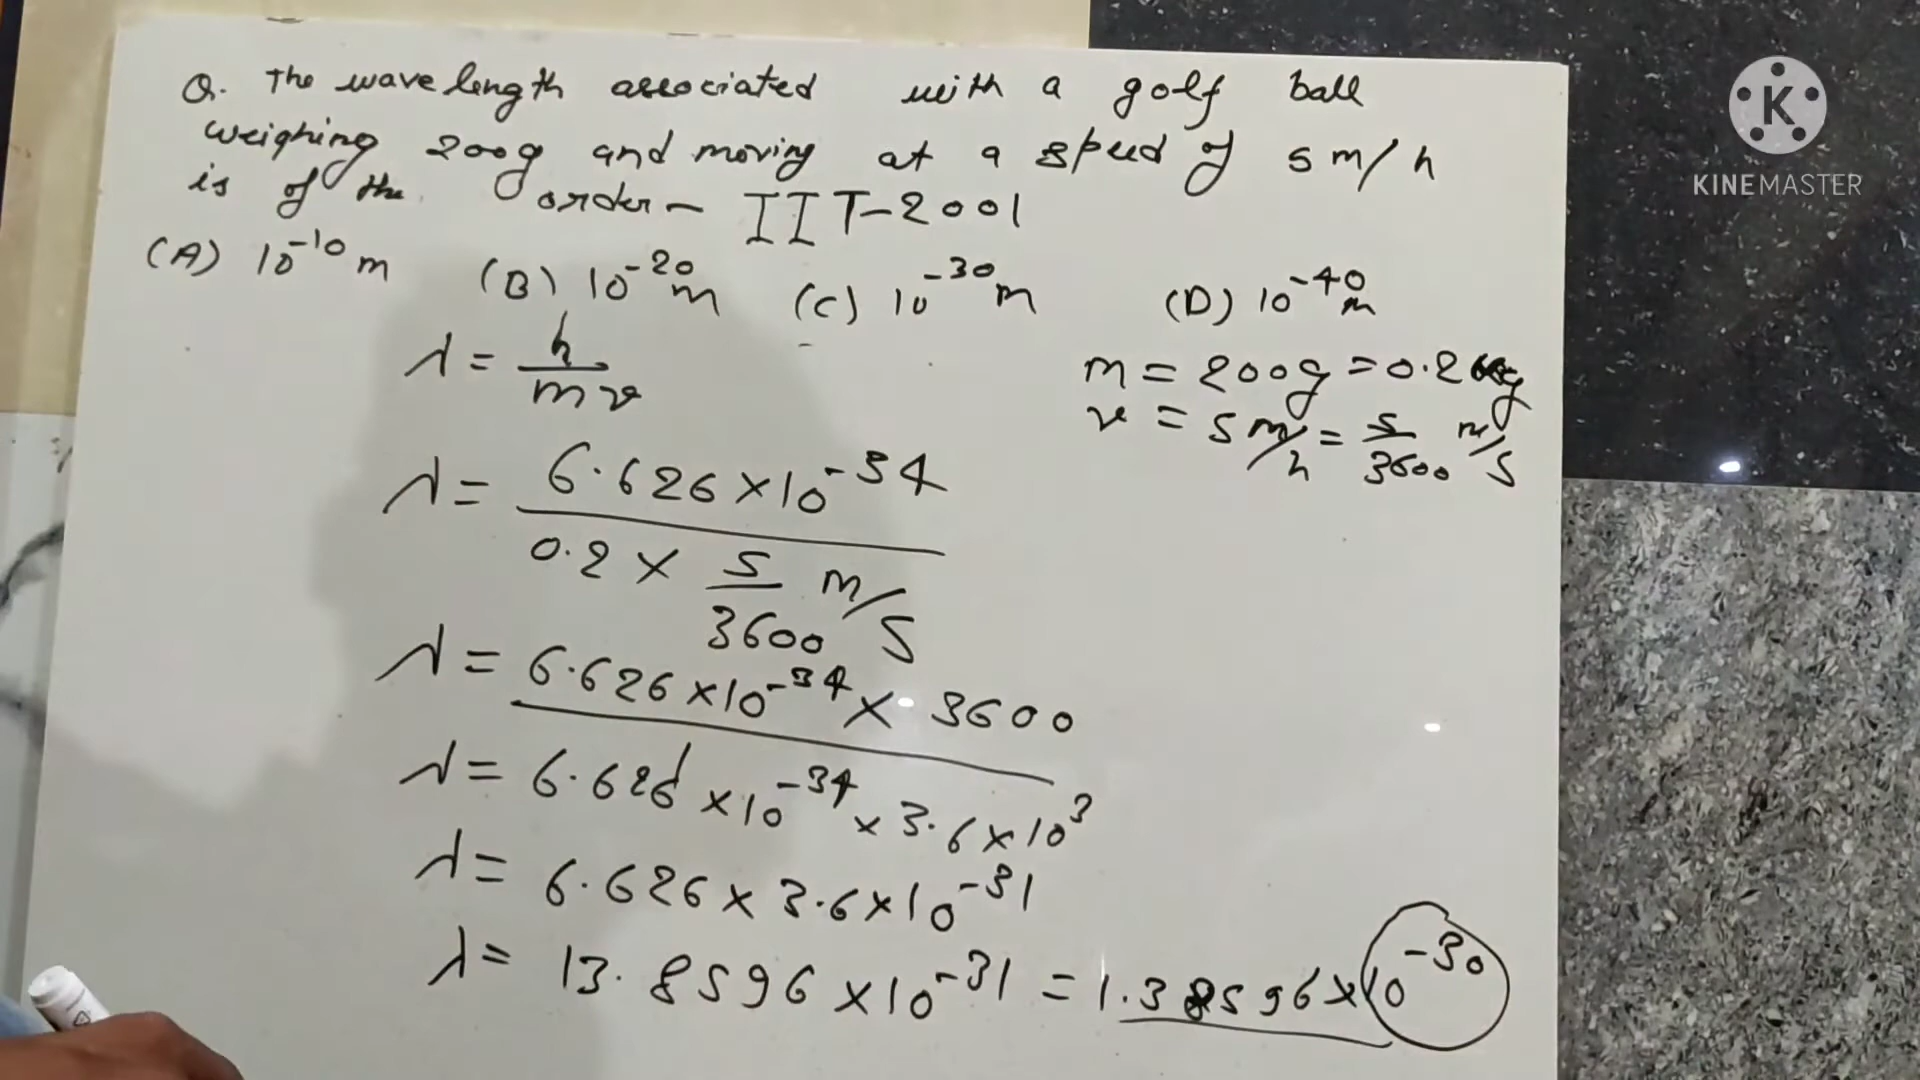 Q. The wavelength associated with a golf ball
weighing 200g and moving at a speed of 5 m/h
is of the order - IIT-2001
(A) 10^-10 m (B) 10^-20 m (C) 10^-30 m (D) 10^-40 m
λ = h/mv
m = 200g = 0.2 kg
v = 5 m/h = 5/3600 m/s
λ = 6.626×10^-34 / 0.2 × 5/3600 m/s
λ = 6.626×10^-34 × 3600
λ = 6.626 ×10^-34 × 3.6×10^3
λ = 6.626 × 3.6×10^-31
λ = 13.8596 ×10^-31 = 1.38596×10^-30
K
KINEMASTER